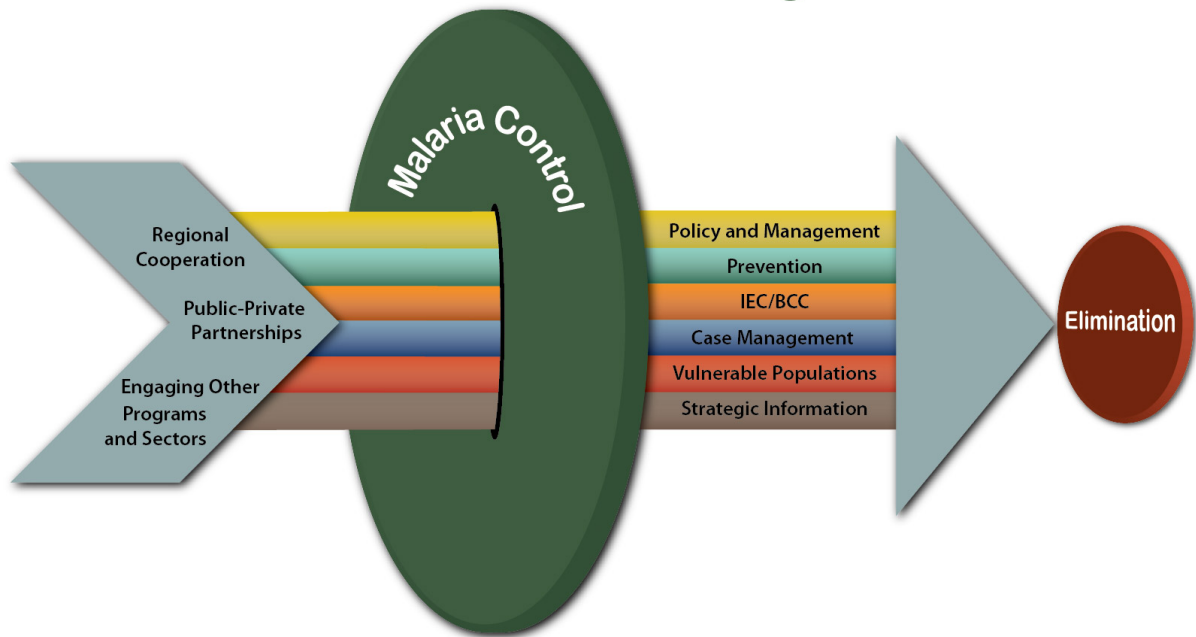 Malaria Control
Regional
Cooperation
Public-Private
Partnerships
Engaging Other
Programs
and Sectors
Policy and Management
Prevention
IEC/BCC
Case Management
Vulnerable Populations
Strategic Information
Elimination